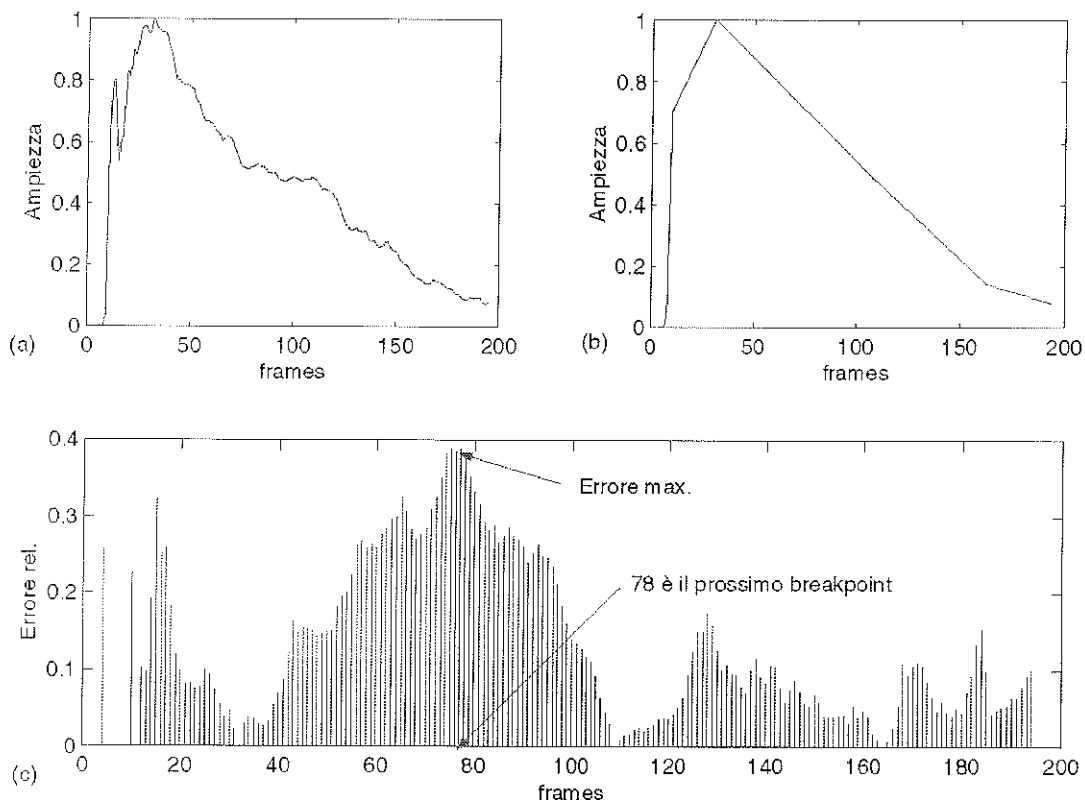 1
0.8
0.6
0.4
0.2
0
Ampiezza
0 50 100 150 200
frames
(a)
1
0.8
0.6
0.4
0.2
0
Ampiezza
0 50 100 150 200
frames
(b)
0.4
0.3
0.2
0.1
0
Errore rel.
Errore max.
78 è il prossimo breakpoint
0 20 40 60 80 100 120 140 160 180 200
frames
(c)